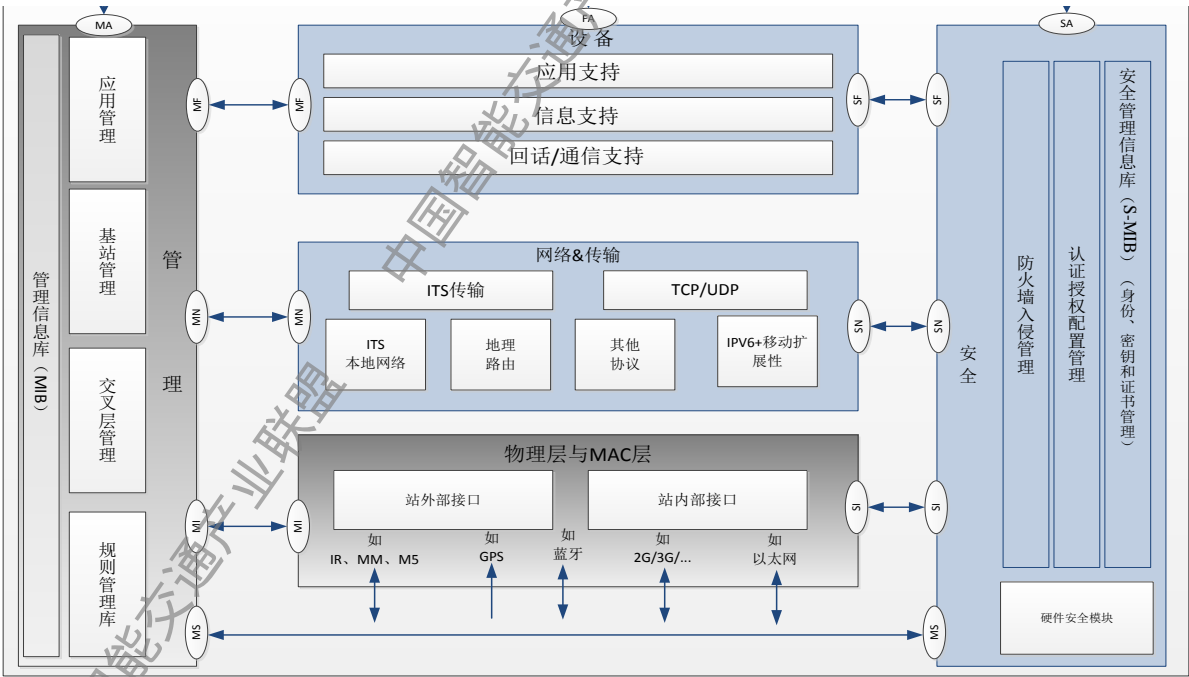 MA
FA
SA
设 备
应用支持
信息支持
回话/通信支持
MF
MF
SF
SF
管理信息库（MIB）
应用管理
基站管理
交叉层管理
规则管理库
管 理
网络&传输
ITS传输
TCP/UDP
ITS
本地网络
地理
路由
其他
协议
IPV6+移动扩
展性
MN
MN
SN
SN
物理层与MAC层
站外部接口
站内部接口
如
IR、MM、M5
如
GPS
如
蓝牙
如
2G/3G/...
如
以太网
MI
MI
SI
SI
MS
MS
安全
防火墙入侵管理
认证授权配置管理
安全管理信息库（S-MIB）（身份、密钥和证书管理）
硬件安全模块
中国智能交通产
智能交通产业联盟